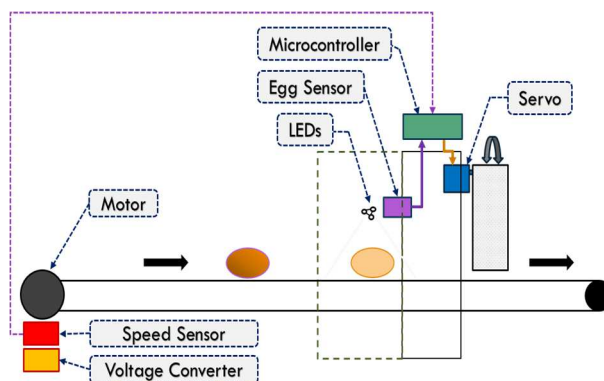 Microcontroller
Egg Sensor
Servo
LEDs
Motor
Speed Sensor
Voltage Converter